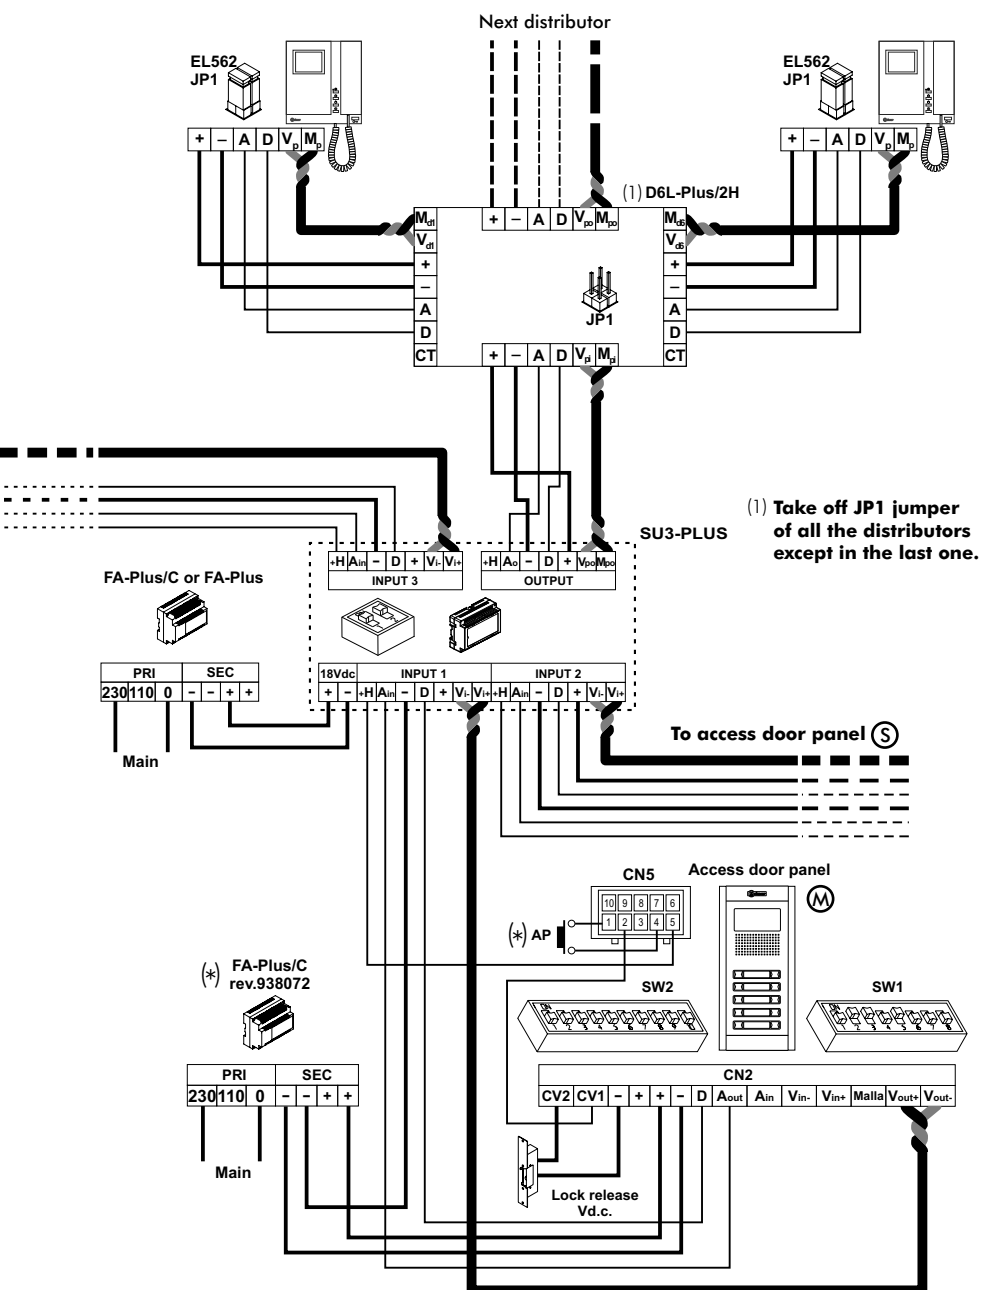 Next distributor
EL562
JP1
EL562
JP1
+ – A D Vp Mp
+ – A D Vp Mp
(1) D6L-Plus/2H
Md1
Vd1
+
–
A
D
CT
+ – A D Vpo Mpo
Md6
Vd6
+
–
A
D
CT
JP1
+ – A D Vpi Mpi
(1) Take off JP1 jumper
of all the distributors
except in the last one.
SU3-PLUS
+H Ain – D + Vi- Vi+
INPUT 3
+H Ao – D + Vpo Mpo
OUTPUT
FA-Plus/C or FA-Plus
PRI SEC
230 110 0 – – + +
Main
18Vdc INPUT 1 INPUT 2
+ – +H Ain – D + Vi- Vi+ +H Ain – D + Vi- Vi+
To access door panel S
CN5
10 9 8 7 6
1 2 3 4 5
(*) AP
Access door panel
M
(*) FA-Plus/C
rev.938072
SW2
SW1
PRI SEC
230 110 0 – – + +
Main
CN2
CV2 CV1 – + + – D Aout Ain Vin- Vin+ Malla Vout+ Vout-
Lock release
Vd.c.